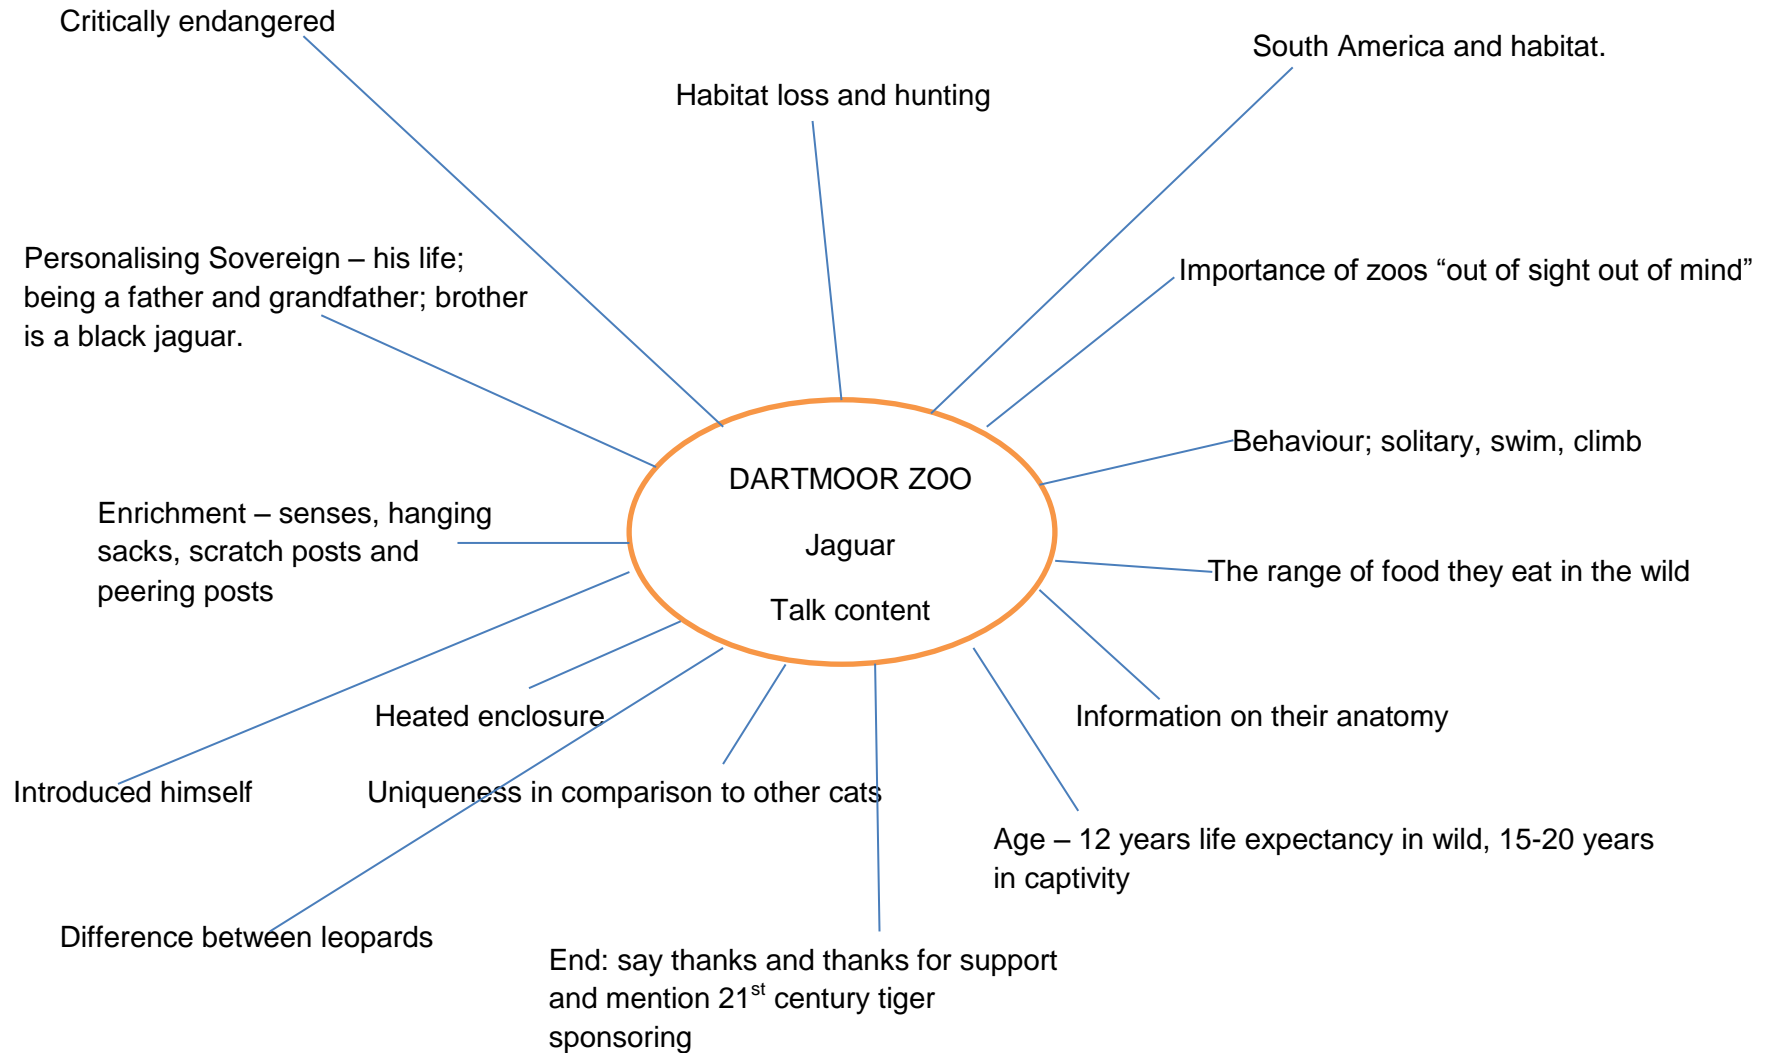 Critically endangered
South America and habitat.
Habitat loss and hunting
Personalising Sovereign – his life;
being a father and grandfather; brother
is a black jaguar.
Importance of zoos “out of sight out of mind”
Behaviour; solitary, swim, climb
DARTMOOR ZOO
Jaguar
Talk content
Enrichment – senses, hanging
sacks, scratch posts and
peering posts
The range of food they eat in the wild
Heated enclosure
Information on their anatomy
Introduced himself
Uniqueness in comparison to other cats
Age – 12 years life expectancy in wild, 15-20 years
in captivity
Difference between leopards
End: say thanks and thanks for support
and mention 21st century tiger
sponsoring